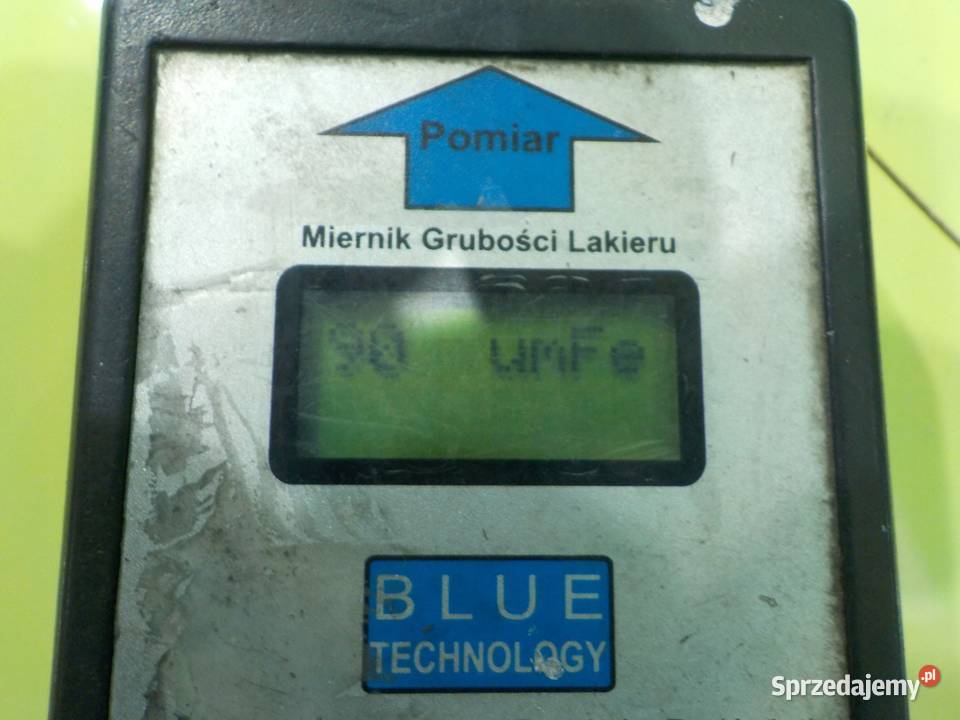 Pomiar
Miernik Grubości Lakieru
90 umFe
BLUE
TECHNOLOGY
Sprzedajemy.pl